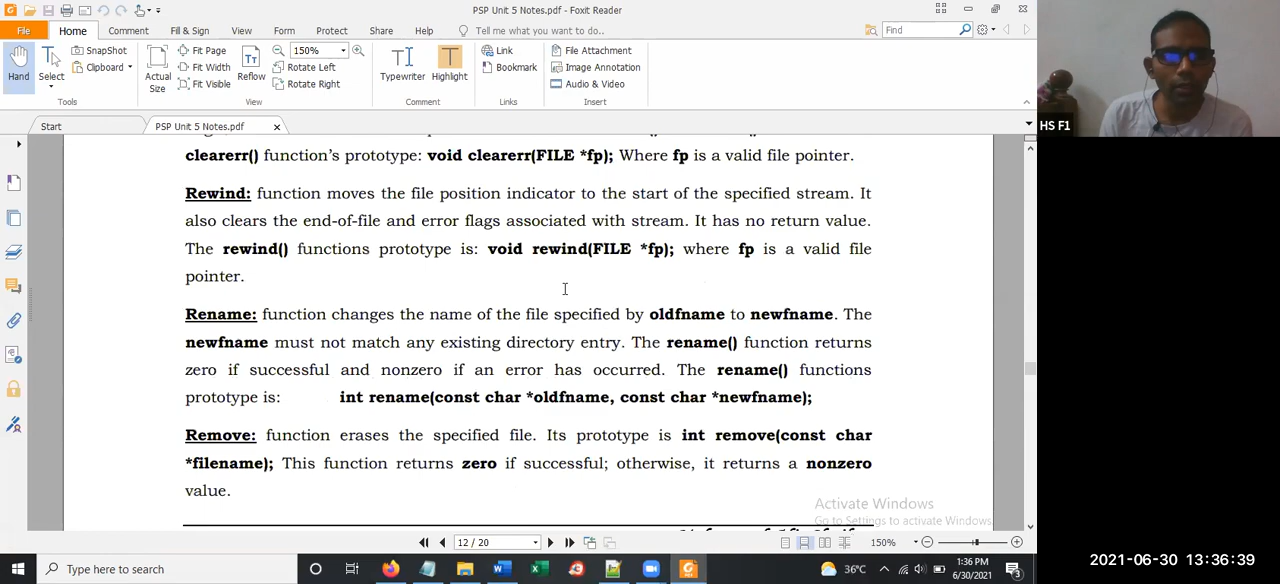 PSP Unit 5 Notes.pdf - Foxit Reader
File Home Comment Fill & Sign View Form Protect Share Help Tell me what you want to do.. Find
Hand Select SnapShot Clipboard Actual Size Fit Page Fit Width Fit Visible Reflow 150% Rotate Left Rotate Right Typewriter Highlight Link Bookmark File Attachment Image Annotation Audio & Video
Tools View Comment Links Insert
Start PSP Unit 5 Notes.pdf
HS F1
clearerr() function's prototype: void clearerr(FILE *fp); Where fp is a valid file pointer.
Rewind: function moves the file position indicator to the start of the specified stream. It
also clears the end-of-file and error flags associated with stream. It has no return value.
The rewind() functions prototype is: void rewind(FILE *fp); where fp is a valid file
pointer.
Rename: function changes the name of the file specified by oldfname to newfname. The
newfname must not match any existing directory entry. The rename() function returns
zero if successful and nonzero if an error has occurred. The rename() functions
prototype is: int rename(const char *oldfname, const char *newfname);
Remove: function erases the specified file. Its prototype is int remove(const char
*filename); This function returns zero if successful; otherwise, it returns a nonzero
value.
Activate Windows
Go to Settings to activate Windows.
12 / 20 150%
Type here to search 36°C 1:36 PM
6/30/2021 3
2021-06-30 13:36:39